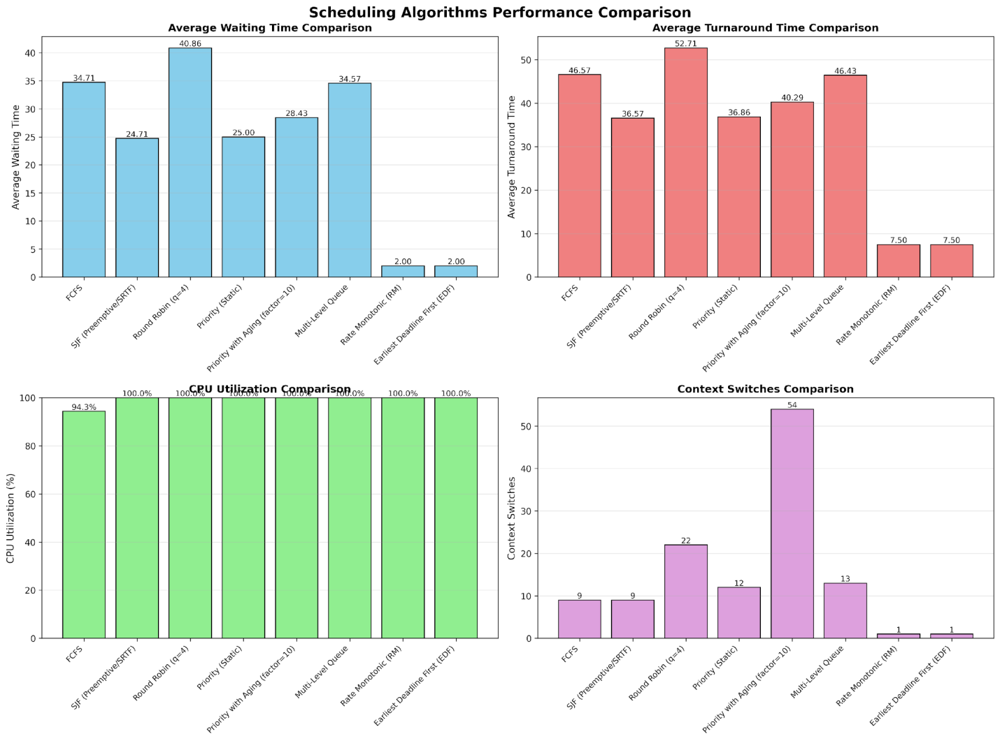 Scheduling Algorithms Performance Comparison
Average Waiting Time Comparison
Average Waiting Time
40
35
30
25
20
15
10
5
0
34.71
24.71
40.86
25.00
28.43
34.57
2.00
2.00
FCFS
SJF (Preemptive/SRTF)
Round Robin (q=4)
Priority (Static)
Priority with Aging (factor=10)
Multi-Level Queue
Rate Monotonic (RM)
Earliest Deadline First (EDF)
Average Turnaround Time Comparison
Average Turnaround Time
50
40
30
20
10
0
46.57
36.57
52.71
36.86
40.29
46.43
7.50
7.50
FCFS
SJF (Preemptive/SRTF)
Round Robin (q=4)
Priority (Static)
Priority with Aging (factor=10)
Multi-Level Queue
Rate Monotonic (RM)
Earliest Deadline First (EDF)
CPU Utilization Comparison
CPU Utilization (%)
100
80
60
40
20
0
94.3%
100.0%
100.0%
100.0%
100.0%
100.0%
100.0%
100.0%
FCFS
SJF (Preemptive/SRTF)
Round Robin (q=4)
Priority (Static)
Priority with Aging (factor=10)
Multi-Level Queue
Rate Monotonic (RM)
Earliest Deadline First (EDF)
Context Switches Comparison
Context Switches
50
40
30
20
10
0
9
9
22
12
54
13
1
1
FCFS
SJF (Preemptive/SRTF)
Round Robin (q=4)
Priority (Static)
Priority with Aging (factor=10)
Multi-Level Queue
Rate Monotonic (RM)
Earliest Deadline First (EDF)